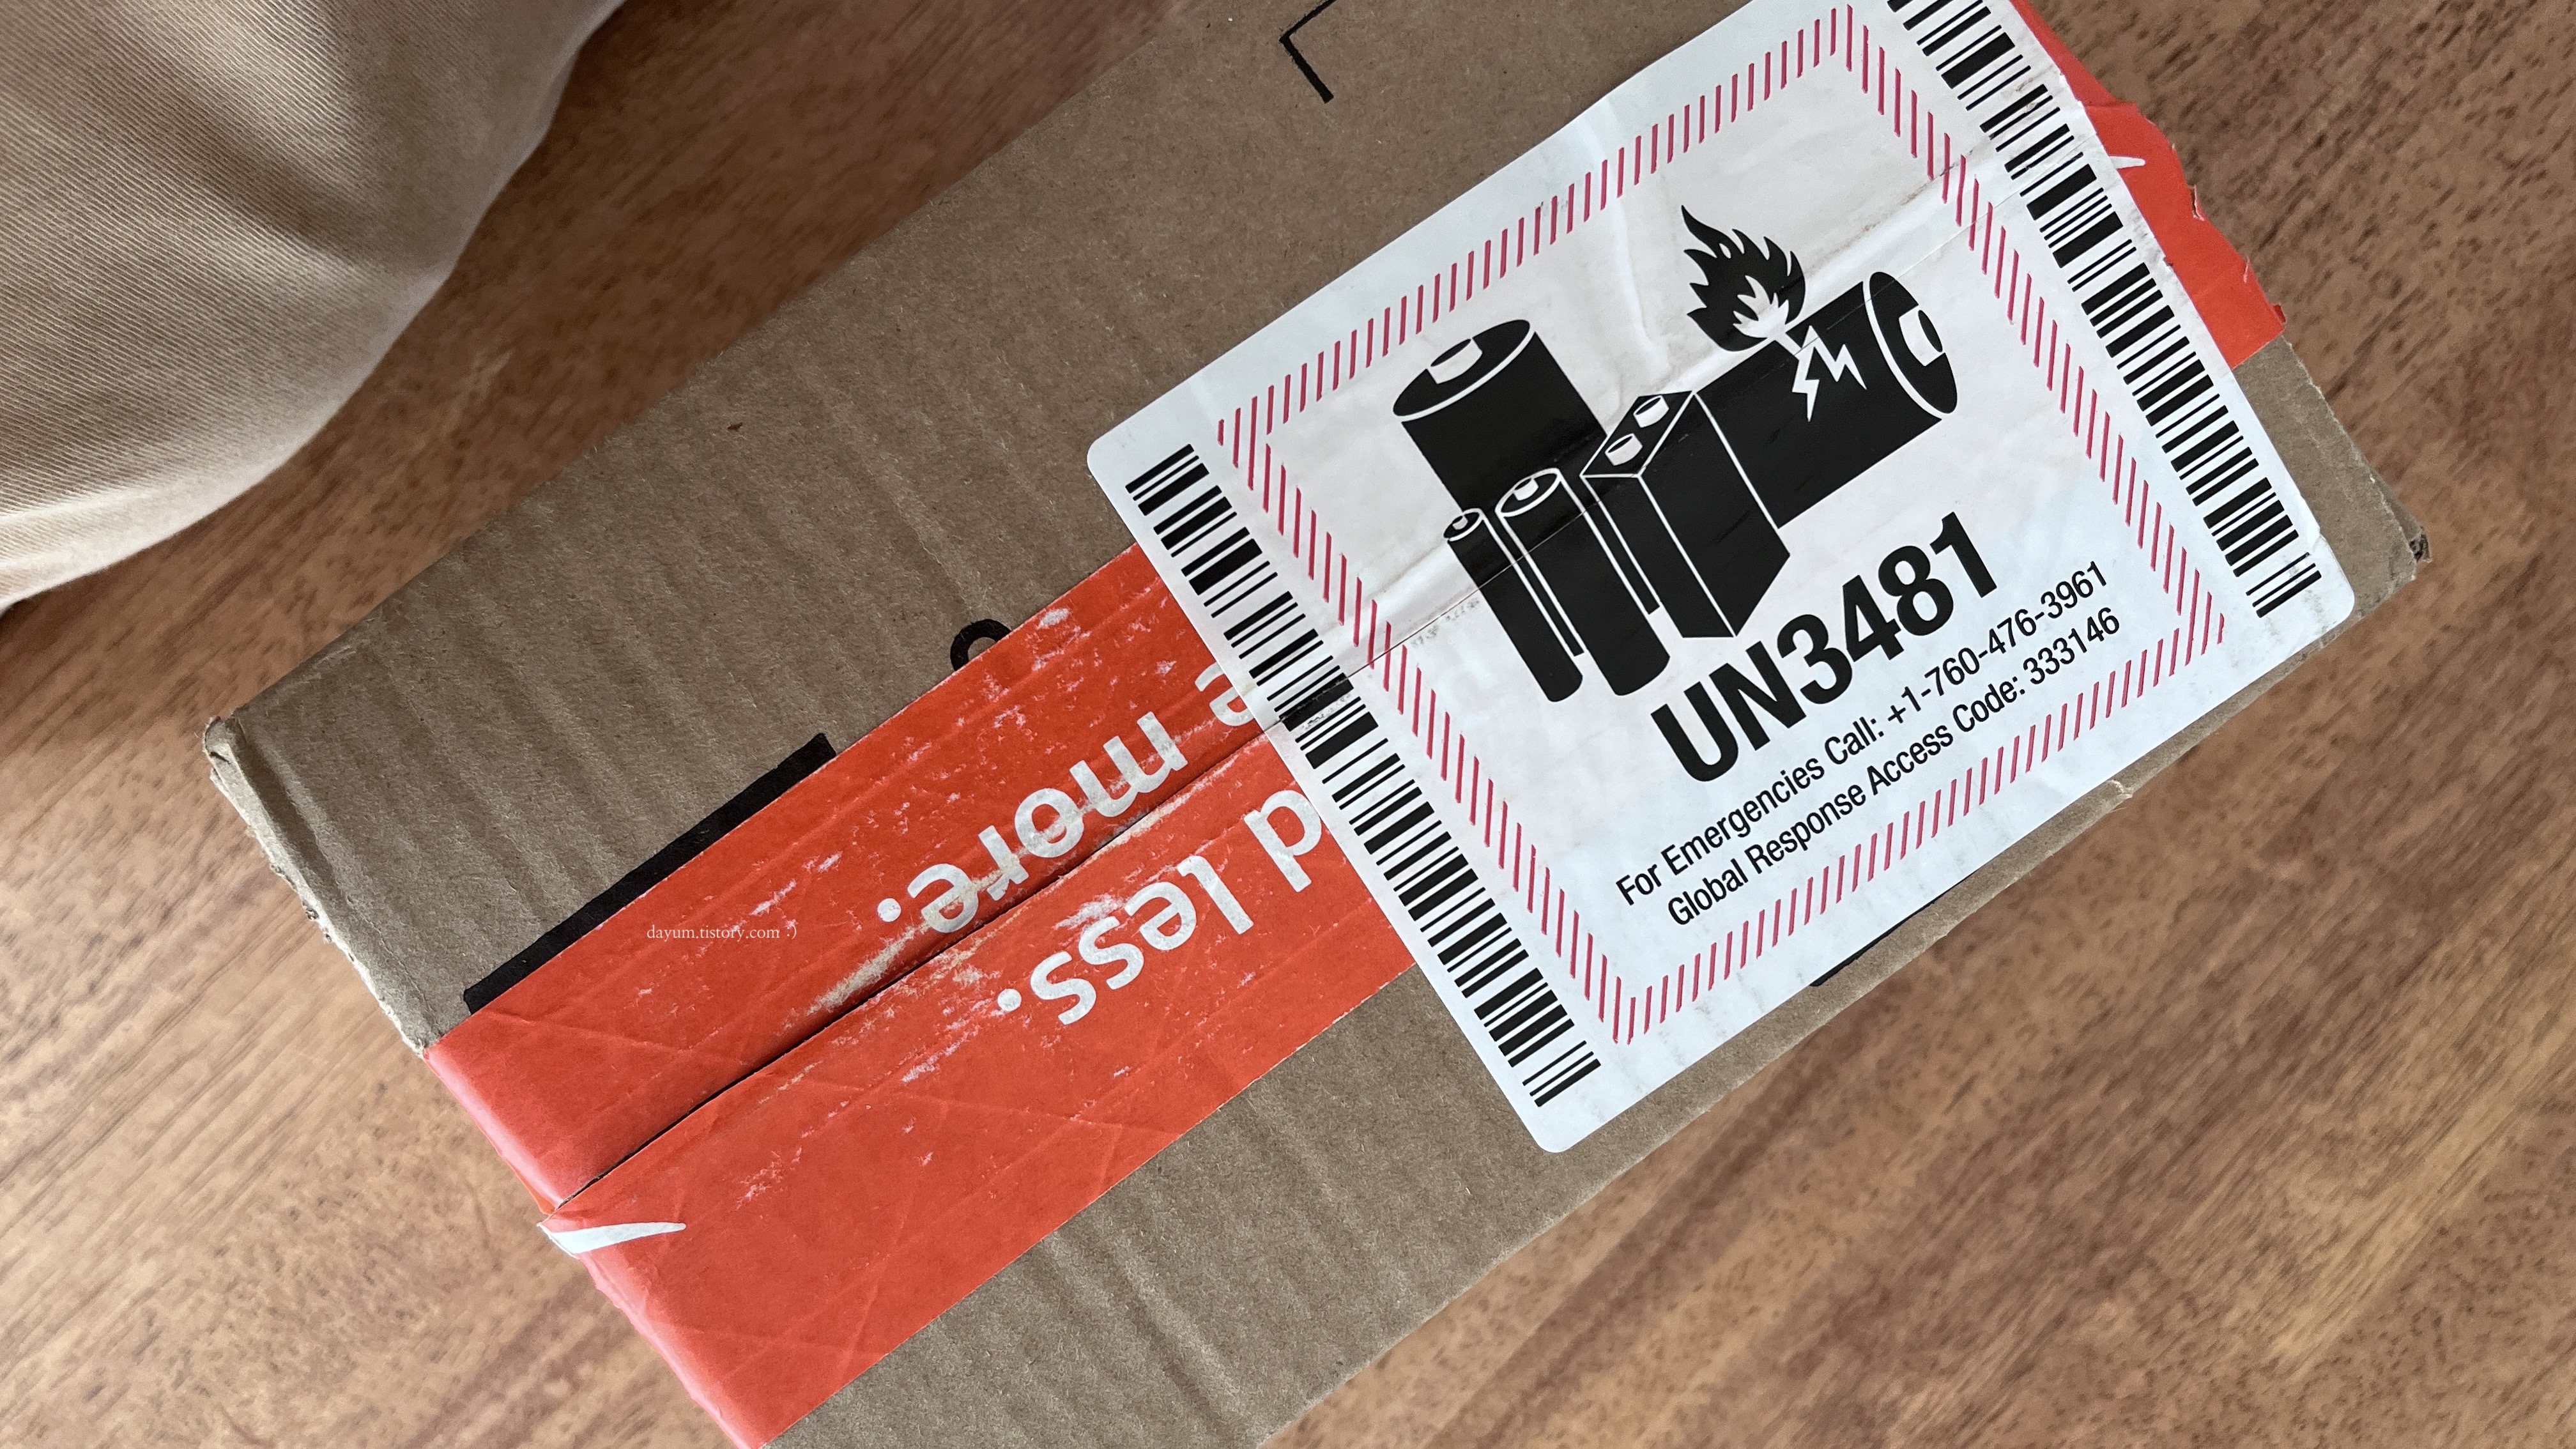 UN3481
For Emergencies Call: +1-760-476-3961
Global Response Access Code: 333146
more.
less.
dayum.tistory.com :)